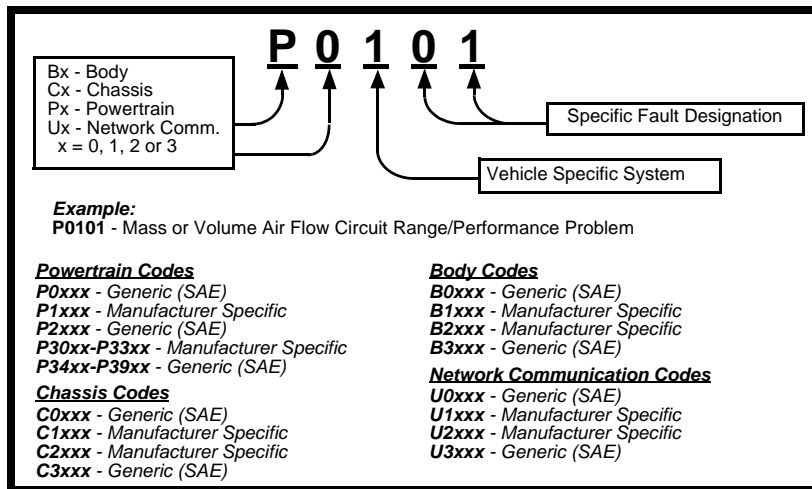 P 0 1 0 1
Bx - Body
Cx - Chassis
Px - Powertrain
Ux - Network Comm.
x = 0, 1, 2 or 3
Specific Fault Designation
Vehicle Specific System
Example:
P0101 - Mass or Volume Air Flow Circuit Range/Performance Problem
Powertrain Codes
P0xxx - Generic (SAE)
P1xxx - Manufacturer Specific
P2xxx - Generic (SAE)
P30xx-P33xx - Manufacturer Specific
P34xx-P39xx - Generic (SAE)
Chassis Codes
C0xxx - Generic (SAE)
C1xxx - Manufacturer Specific
C2xxx - Manufacturer Specific
C3xxx - Generic (SAE)
Body Codes
B0xxx - Generic (SAE)
B1xxx - Manufacturer Specific
B2xxx - Manufacturer Specific
B3xxx - Generic (SAE)
Network Communication Codes
U0xxx - Generic (SAE)
U1xxx - Manufacturer Specific
U2xxx - Manufacturer Specific
U3xxx - Generic (SAE)